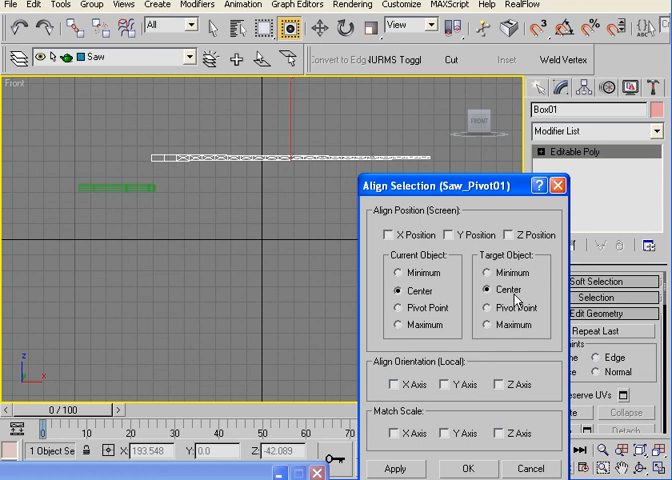 Edit Tools Group Views Create Modifiers Animation Graph Editors Rendering Customize MAXScript Help RealFlow
All View
Saw Convert to Edg NURMS Toggl Cut Inset Weld Vertex
Front
FRONT
Box01
Modifier List
Editable Poly
Align Selection (Saw_Pivot01)
Align Position (Screen):
X Position Y Position Z Position
Current Object: Target Object:
Minimum Minimum
Center Center
Pivot Point Pivot Point
Maximum Maximum
Align Orientation (Local):
X Axis Y Axis Z Axis
Match Scale:
X Axis Y Axis Z Axis
Apply OK Cancel
Soft Selection
Selection
Edit Geometry
Repeat Last
Edge
Normal
reserve UVs
Collapse
Detach
z
x
0 / 100
0 10 20 30 40 50 60 70
1 Object Se X: 193.548 Y: 0.0 Z: -42.089